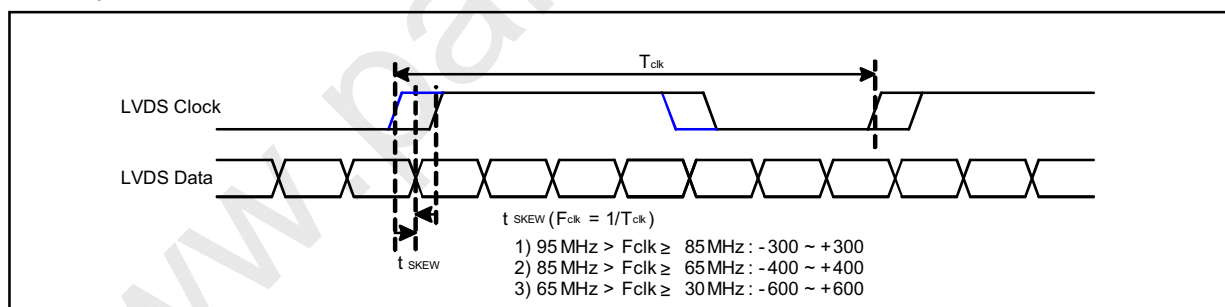 Tclk
LVDS Clock
LVDS Data
t SKEW (Fclk = 1/Tclk)
1) 95 MHz > Fclk ≥ 85 MHz : -300 ~ +300
t SKEW
2) 85 MHz > Fclk ≥ 65 MHz : -400 ~ +400
3) 65 MHz > Fclk ≥ 30 MHz : -600 ~ +600